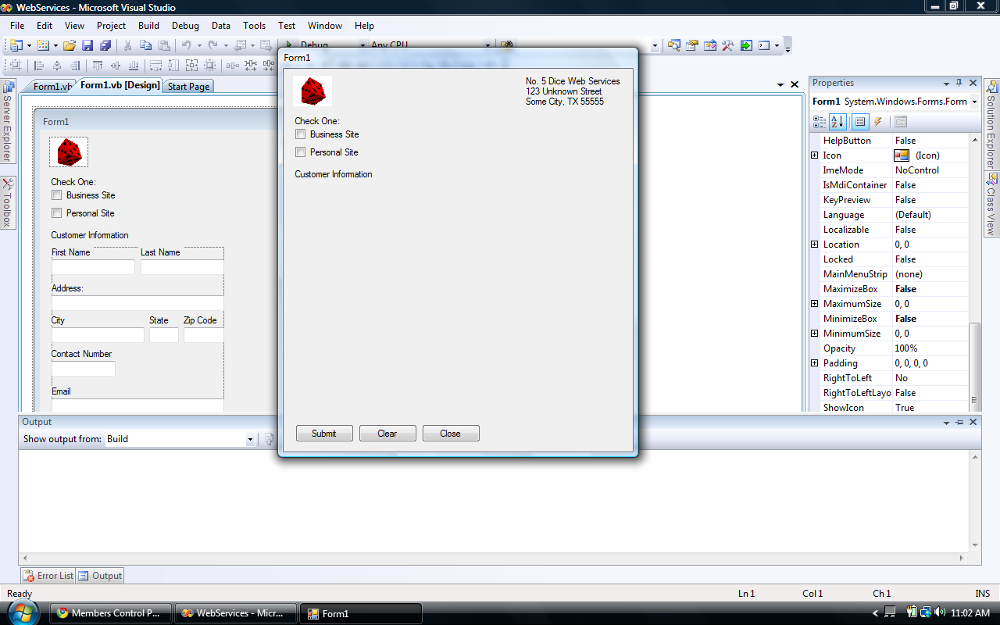 WebServices - Microsoft Visual Studio
File Edit View Project Build Debug Data Tools Test Window Help
Debug Any CPU
Form1.vb Form1.vb [Design] Start Page
Server Explorer
Toolbox
Form1
Check One:
Business Site
Personal Site
Customer Information
First Name Last Name
Address:
City State Zip Code
Contact Number
Email
Form1
No. 5 Dice Web Services
123 Unknown Street
Some City, TX 55555
Check One:
Business Site
Personal Site
Customer Information
Submit Clear Close
Properties
Form1 System.Windows.Forms.Form
HelpButton False
Icon (Icon)
ImeMode NoControl
IsMdiContainer False
KeyPreview False
Language (Default)
Localizable False
Location 0, 0
Locked False
MainMenuStrip (none)
MaximizeBox False
MaximumSize 0, 0
MinimizeBox False
MinimumSize 0, 0
Opacity 100%
Padding 0, 0, 0, 0
RightToLeft No
RightToLeftLayo False
ShowIcon True
Solution Explorer
Class View
Output
Show output from: Build
Error List Output
Ready Ln 1 Col 1 Ch 1 INS
Members Control P... WebServices - Micr... Form1 11:02 AM